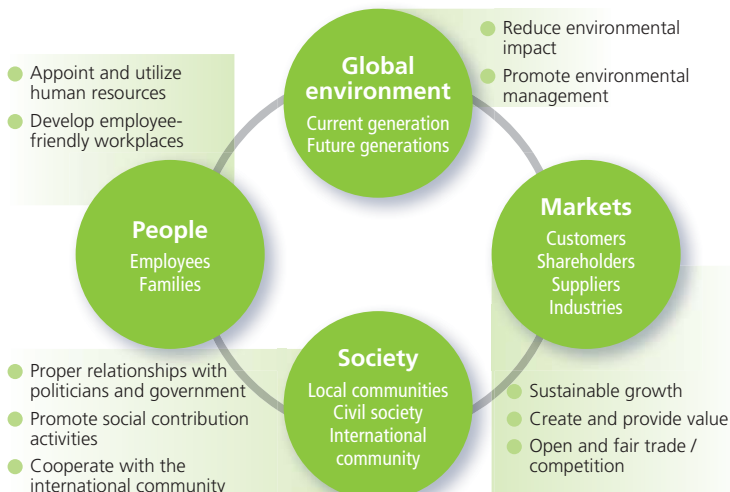 Global
environment
Current generation
Future generations
● Reduce environmental
impact
● Promote environmental
management
● Appoint and utilize
human resources
● Develop employee-
friendly workplaces
People
Employees
Families
Markets
Customers
Shareholders
Suppliers
Industries
Society
Local communities
Civil society
International
community
● Proper relationships with
politicians and government
● Promote social contribution
activities
● Cooperate with the
international community
● Sustainable growth
● Create and provide value
● Open and fair trade /
competition